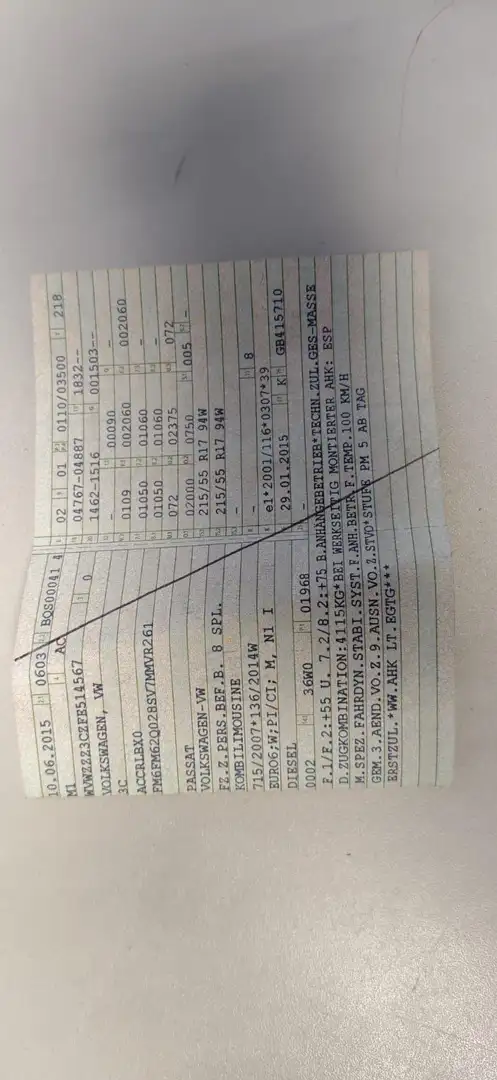 10.06.2015 0603 BQS00041 4
M1 AC
WVWZZZ3CZFE514567 0
VOLKSWAGEN, VW
3C
ACCRLBX0
FM6FM62Q02BSV7MMVR261
PASSAT
VOLKSWAGEN-VW
FZ.Z.PERS.BEF.B. 8 SPL.
KOMBILIMOUSINE
715/2007*136/2014W
EURO6;W;PI/CI; M, N1 I
DIESEL
0002 36W0 01968
02 01 0110/03500 218
04767-04887 1832--
1462-1516 001503--
- 00090 -
0109 002060 002060
01050 01060 -
01050 01060 -
072 02375 072
02000 0750 005 -
215/55 R17 94W
215/55 R17 94W
-
- 8
e1*2001/116*0307*39
29.01.2015 K GB415710
-
F.1/F.2:+55 U. 7.2/8.2:+75 B.ANHÄNGEBETRIEB*TECHN.ZUL.GES-MASSE
D.ZUGKOMBINATION:4115KG*BEI WERKSEITIG MONTIERTER AHK: ESP
M.SPEZ.FAHRDYN.STABI.SYST.F.ANH.BETR.F.TEMP.100 KM/H
GEM.3.AEND.VO.Z.9.AUSN.VO.Z.STVO*STUFE PM 5 AB TAG
ERSTZUL.*WW.AHK LT.EGTG***